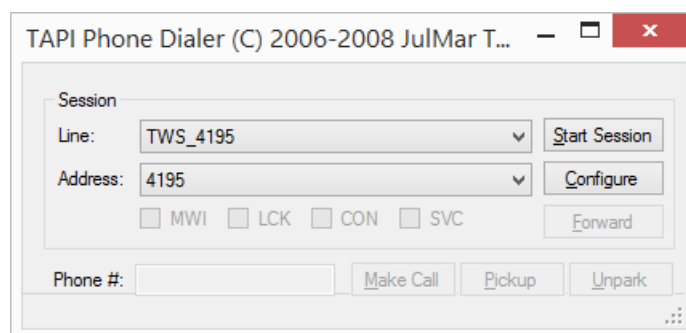 TAPI Phone Dialer (C) 2006-2008 JulMar T...
Session
Line: TWS_4195 Start Session
Address: 4195 Configure
MWI LCK CON SVC Forward
Phone #: Make Call Pickup Unpark